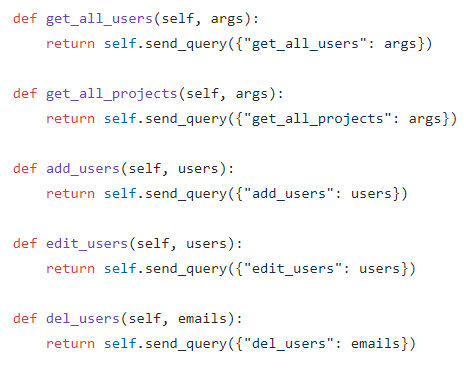 def get_all_users(self, args):
    return self.send_query({"get_all_users": args})

def get_all_projects(self, args):
    return self.send_query({"get_all_projects": args})

def add_users(self, users):
    return self.send_query({"add_users": users})

def edit_users(self, users):
    return self.send_query({"edit_users": users})

def del_users(self, emails):
    return self.send_query({"del_users": emails})